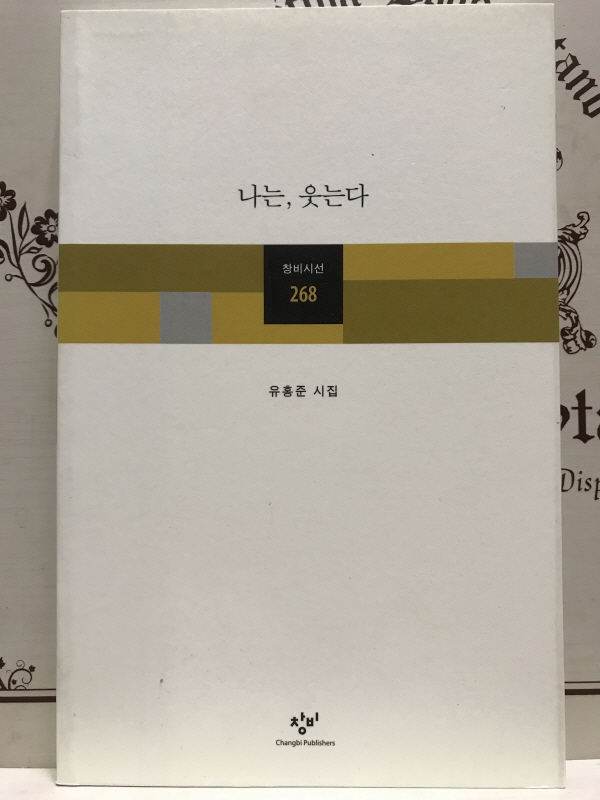 나는, 웃는다
창비시선
268
유홍준 시집
창비
Changbi Publishers
Disp